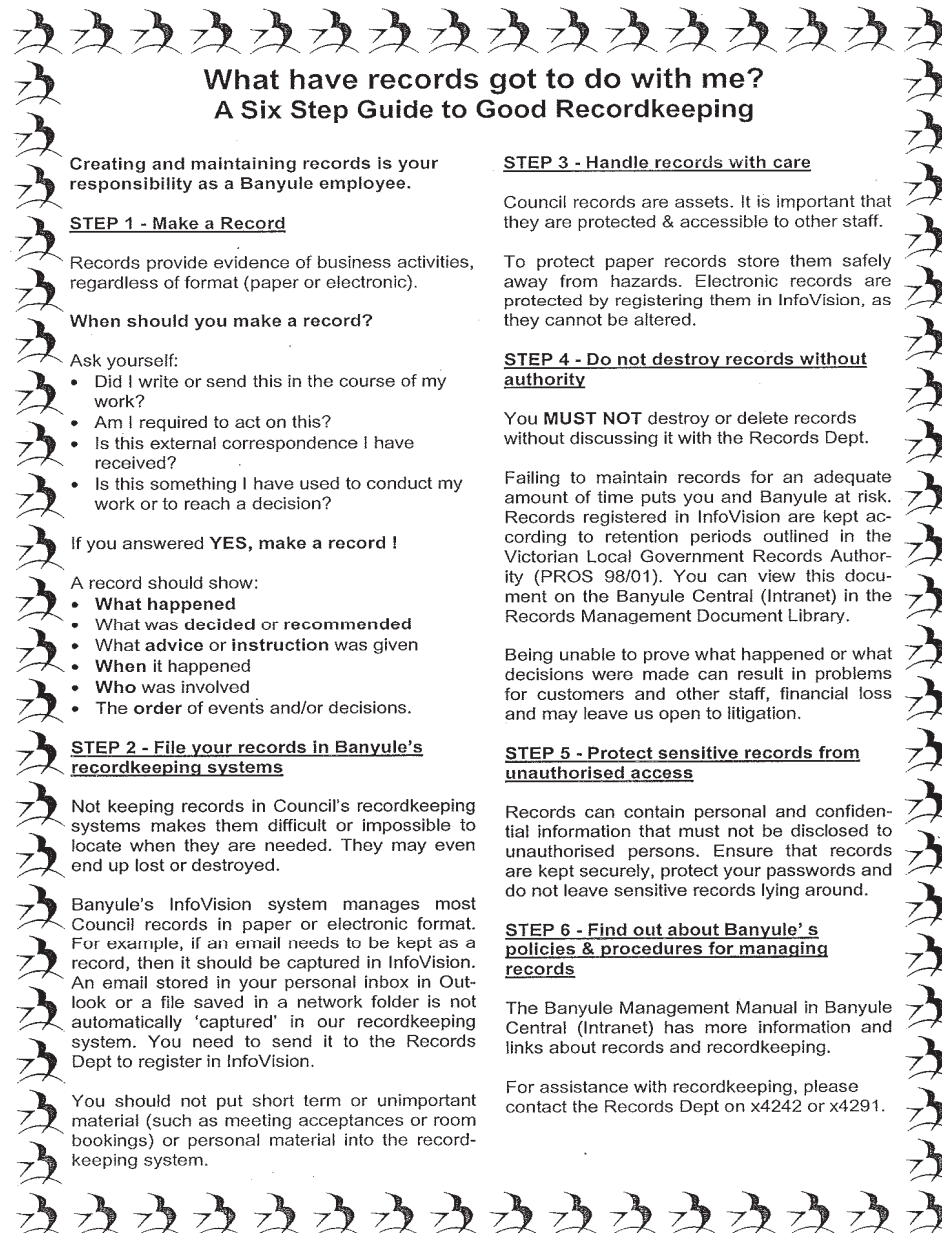 What have records got to do with me?
A Six Step Guide to Good Recordkeeping
Creating and maintaining records is your
responsibility as a Banyule employee.
STEP 1 - Make a Record
Records provide evidence of business activities,
regardless of format (paper or electronic).
When should you make a record?
Ask yourself:
• Did I write or send this in the course of my
work?
• Am I required to act on this?
• Is this external correspondence I have
received?
• Is this something I have used to conduct my
work or to reach a decision?
If you answered YES, make a record !
A record should show:
• What happened
• What was decided or recommended
• What advice or instruction was given
• When it happened
• Who was involved
• The order of events and/or decisions.
STEP 2 - File your records in Banyule's
recordkeeping systems
Not keeping records in Council's recordkeeping
systems makes them difficult or impossible to
locate when they are needed. They may even
end up lost or destroyed.
Banyule's InfoVision system manages most
Council records in paper or electronic format.
For example, if an email needs to be kept as a
record, then it should be captured in InfoVision.
An email stored in your personal inbox in Out-
look or a file saved in a network folder is not
automatically 'captured' in our recordkeeping
system. You need to send it to the Records
Dept to register in InfoVision.
You should not put short term or unimportant
material (such as meeting acceptances or room
bookings) or personal material into the record-
keeping system.
STEP 3 - Handle records with care
Council records are assets. It is important that
they are protected & accessible to other staff.
To protect paper records store them safely
away from hazards. Electronic records are
protected by registering them in InfoVision, as
they cannot be altered.
STEP 4 - Do not destroy records without
authority
You MUST NOT destroy or delete records
without discussing it with the Records Dept.
Failing to maintain records for an adequate
amount of time puts you and Banyule at risk.
Records registered in InfoVision are kept ac-
cording to retention periods outlined in the
Victorian Local Government Records Author-
ity (PROS 98/01). You can view this docu-
ment on the Banyule Central (Intranet) in the
Records Management Document Library.
Being unable to prove what happened or what
decisions were made can result in problems
for customers and other staff, financial loss
and may leave us open to litigation.
STEP 5 - Protect sensitive records from
unauthorised access
Records can contain personal and confiden-
tial information that must not be disclosed to
unauthorised persons. Ensure that records
are kept securely, protect your passwords and
do not leave sensitive records lying around.
STEP 6 - Find out about Banyule' s
policies & procedures for managing
records
The Banyule Management Manual in Banyule
Central (Intranet) has more information and
links about records and recordkeeping.
For assistance with recordkeeping, please
contact the Records Dept on x4242 or x4291.